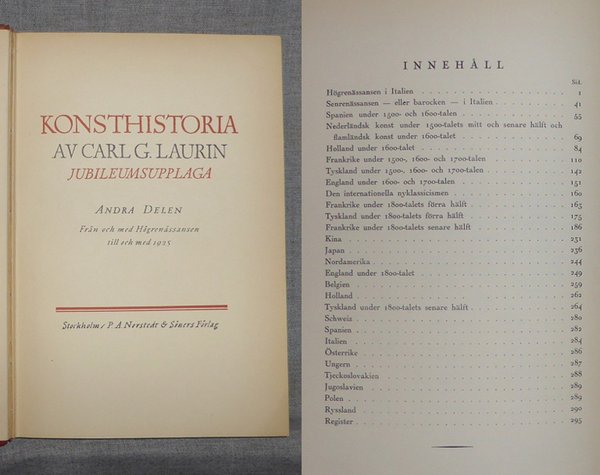 KONSTHISTORIA
AV CARL G. LAURIN
JUBILEUMSUPPLAGA
ANDRA DELEN
Från och med Högrenässansen
till och med 1925
Stockholm / P. A. Norstedt & Söners Förlag
INNEHÅLL
Sid.
Högrenässansen i Italien 1
Senrenässansen — eller barocken — i Italien 41
Spanien under 1500- och 1600-talen 55
Nederländsk konst under 1500-talets mitt och senare hälft och
flamländsk konst under 1600-talet 69
Holland under 1600-talet 84
Frankrike under 1500-, 1600- och 1700-talen 110
Tyskland under 1500-, 1600- och 1700-talen 142
England under 1600- och 1700-talen 151
Den internationella nyklassicismen 160
Frankrike under 1800-talets förra hälft 163
Tyskland under 1800-talets förra hälft 175
Frankrike under 1800-talets senare hälft 186
Kina 231
Japan 236
Nordamerika 244
England under 1800-talet 249
Belgien 259
Holland 262
Tyskland under 1800-talets senare hälft 264
Schweiz 280
Spanien 282
Italien 284
Österrike 286
Ungern 287
Tjeckoslovakien 288
Jugoslavien 289
Polen 289
Ryssland 290
Register 295